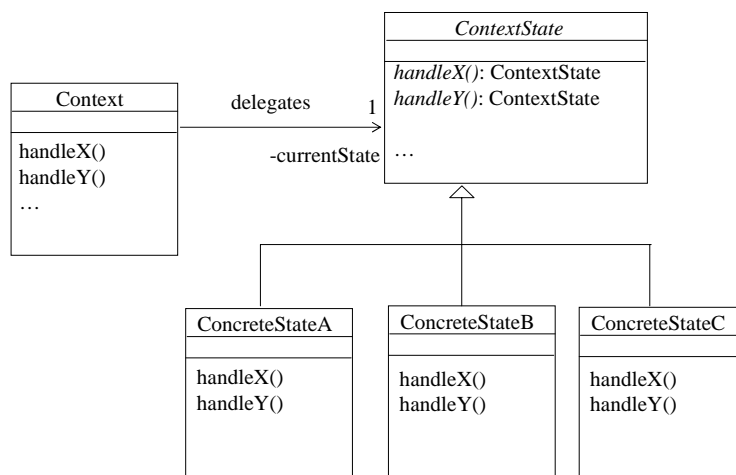 ContextState
handleX(): ContextState
handleY(): ContextState
…
Context
handleX()
handleY()
…
delegates
1
-currentState
ConcreteStateA
handleX()
handleY()
ConcreteStateB
handleX()
handleY()
ConcreteStateC
handleX()
handleY()